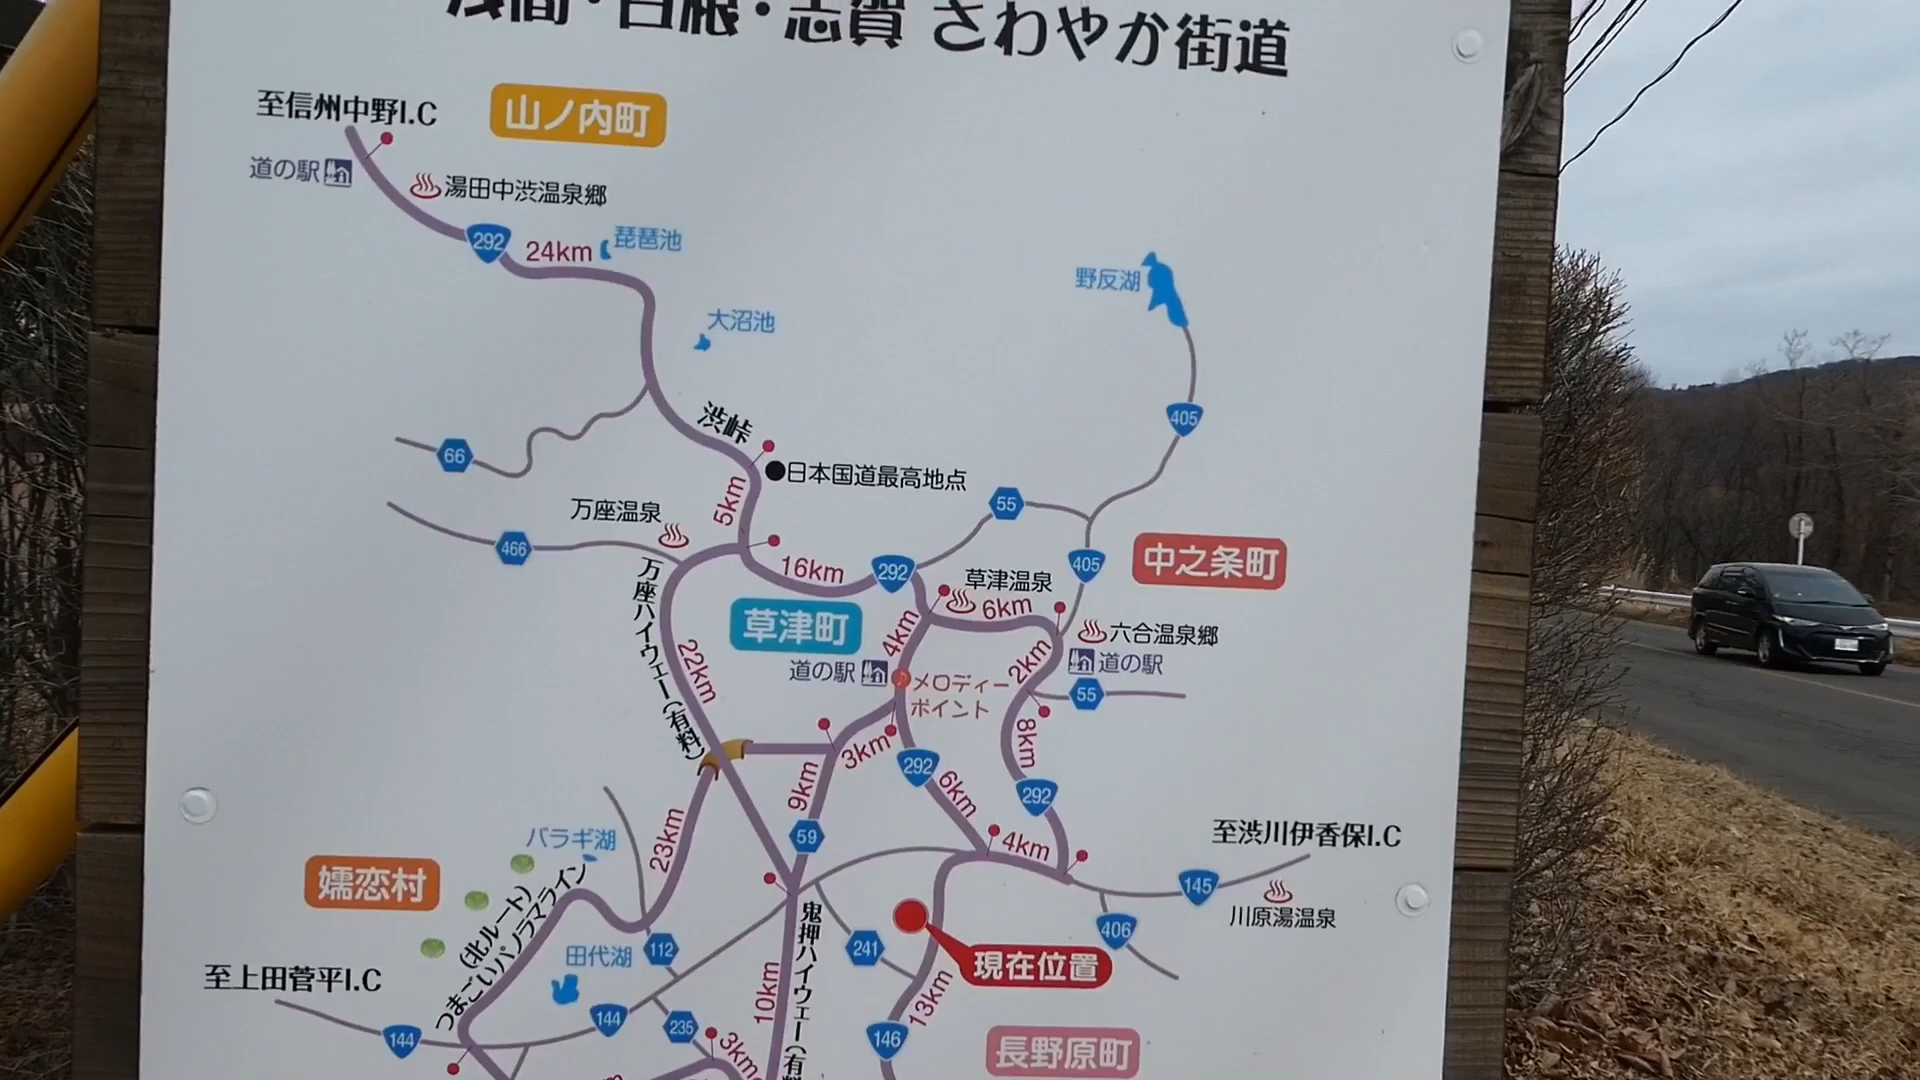 浅間・白根・志賀 さわやか街道
至信州中野I.C
山ノ内町
道の駅
湯田中渋温泉郷
292
24km
琵琶池
野反湖
大沼池
405
渋峠
66
日本国道最高地点
5km
55
万座温泉
466
16km
292
405
中之条町
草津温泉
6km
万座ハイウェー(有料)
草津町
4km
六合温泉郷
22km
道の駅
メロディー
ポイント
2km
道の駅
55
3km
8km
292
9km
6km
292
23km
59
バラギ湖
4km
至渋川伊香保I.C
嬬恋村
145
川原湯温泉
406
つまごいパノラマライン
(北ルート)
鬼押ハイウェー(有料
241
現在位置
112
田代湖
至上田菅平I.C
10km
13km
144
144
235
3km
146
長野原町